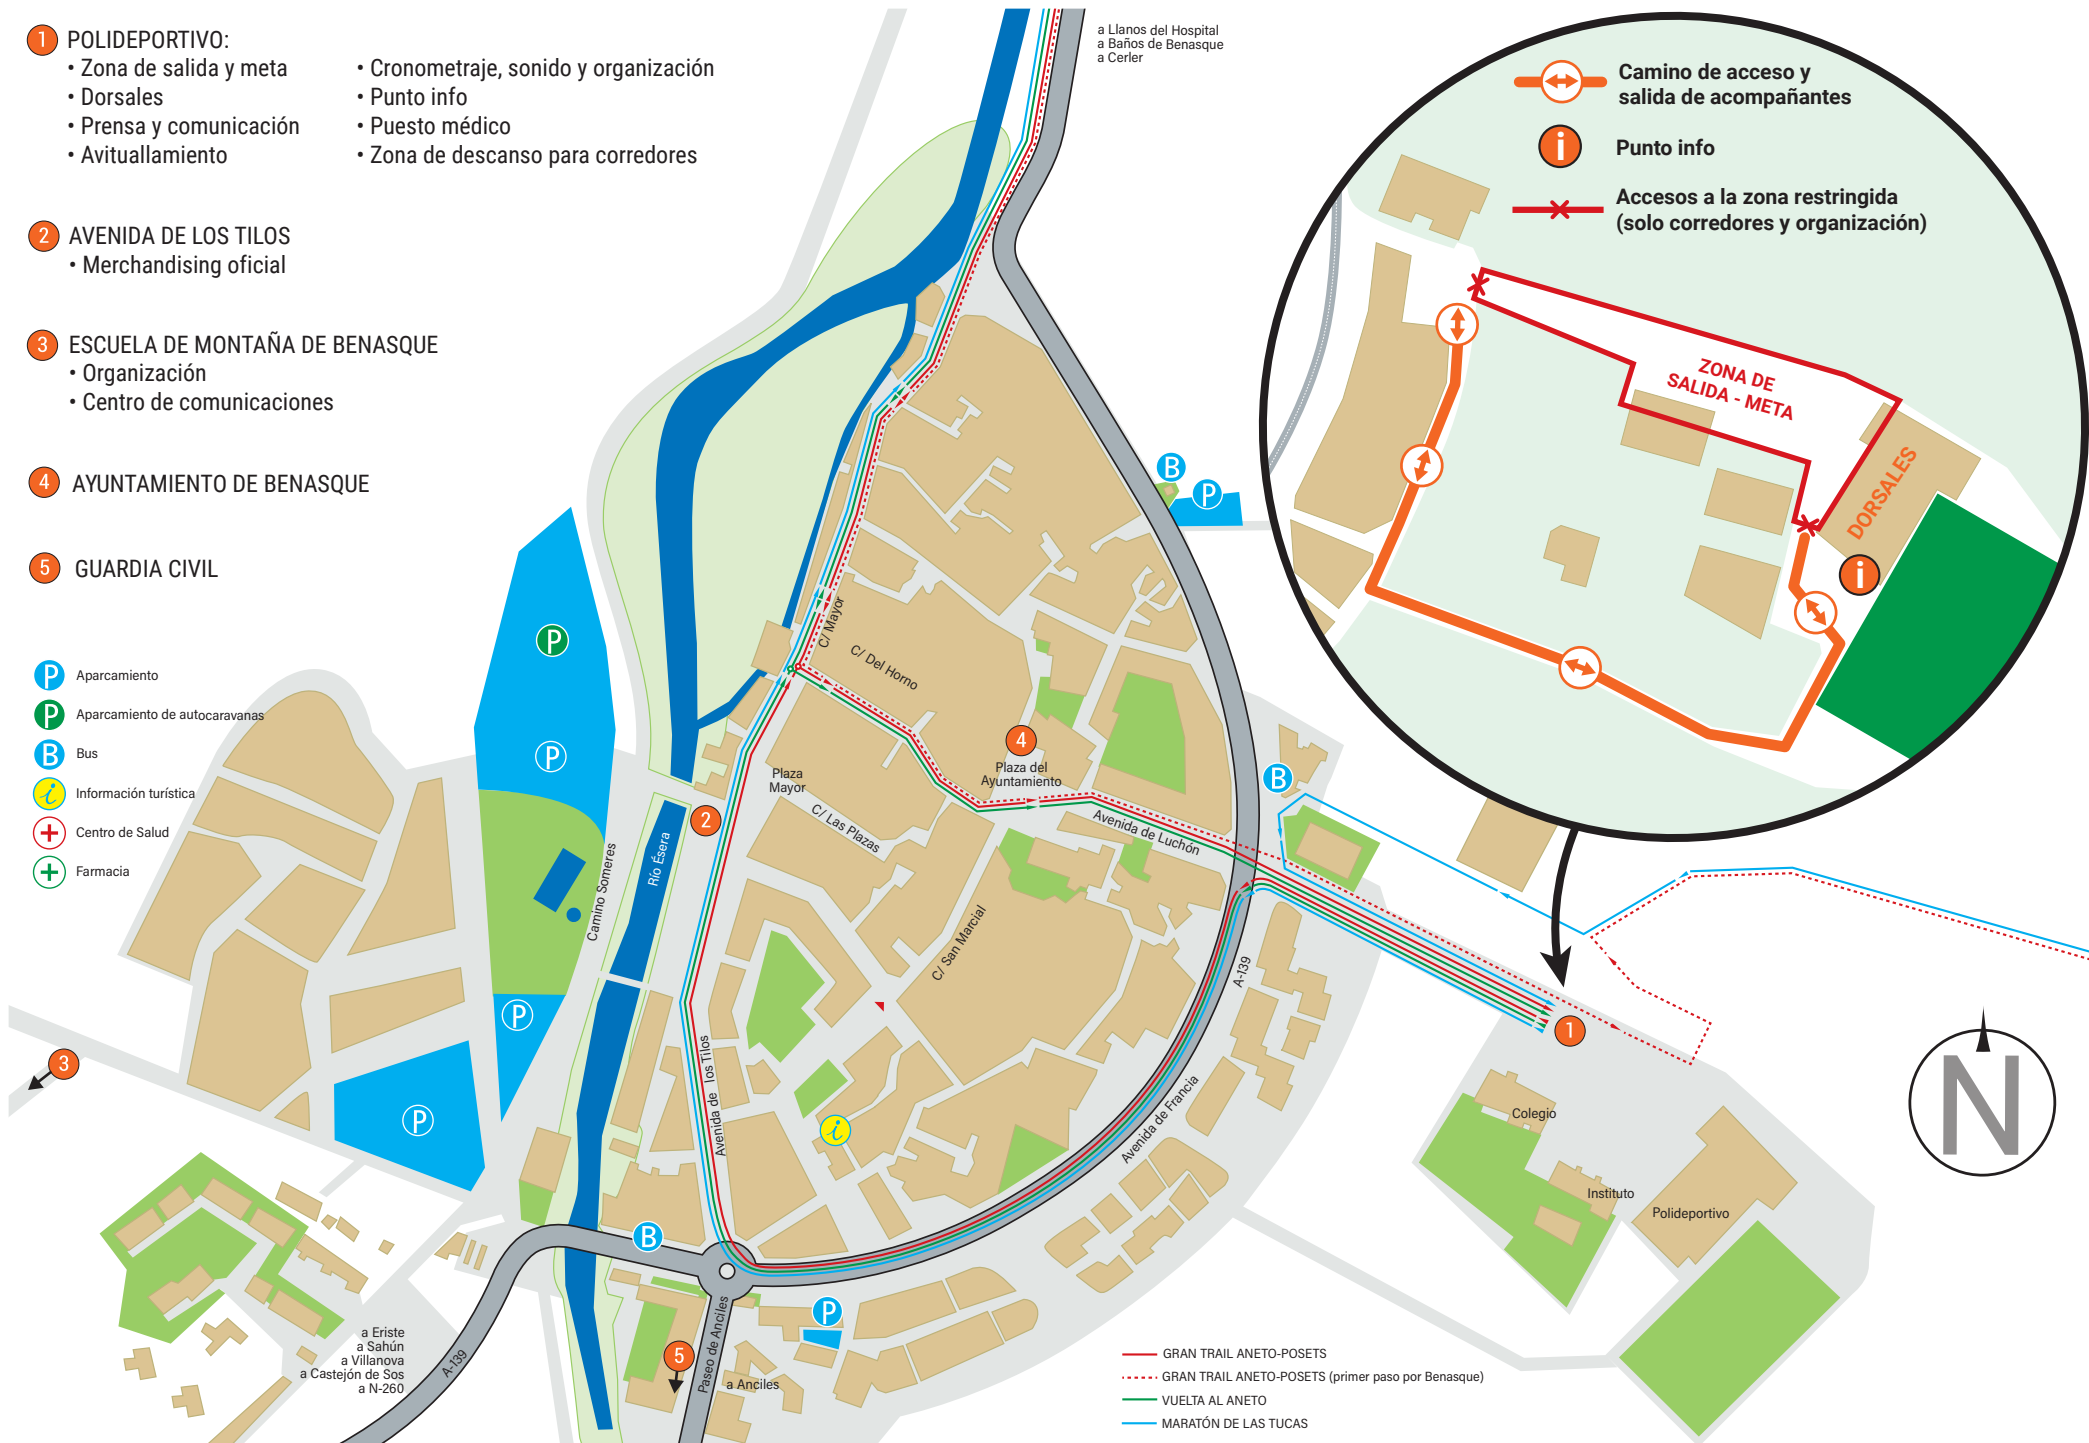 1 POLIDEPORTIVO:
• Zona de salida y meta
• Dorsales
• Prensa y comunicación
• Avituallamiento
• Cronometraje, sonido y organización
• Punto info
• Puesto médico
• Zona de descanso para corredores
2 AVENIDA DE LOS TILOS
• Merchandising oficial
3 ESCUELA DE MONTAÑA DE BENASQUE
• Organización
• Centro de comunicaciones
4 AYUNTAMIENTO DE BENASQUE
5 GUARDIA CIVIL
P Aparcamiento
P Aparcamiento de autocaravanas
B Bus
i Información turística
Centro de Salud
Farmacia
a Llanos del Hospital
a Baños de Benasque
a Cerler
Camino de acceso y
salida de acompañantes
i Punto info
Accesos a la zona restringida
(solo corredores y organización)
ZONA DE
SALIDA - META
DORSALES
i
B
P
P
P
P
P
C/ Mayor
C/ Del Horno
4
Plaza del
Ayuntamiento
B
Plaza
Mayor
2
C/ Las Plazas
Avenida de Luchón
Río Ésera
Camino Someres
C/ San Marcial
A-139
3
1
N
Avenida de los Tilos
i
Avenida de Francia
Colegio
Instituto
Polideportivo
B
P
5
Paseo de Anciles
a Anciles
a Eriste
a Sahún
a Villanova
a Castejón de Sos
a N-260
A-139
GRAN TRAIL ANETO-POSETS
GRAN TRAIL ANETO-POSETS (primer paso por Benasque)
VUELTA AL ANETO
MARATÓN DE LAS TUCAS